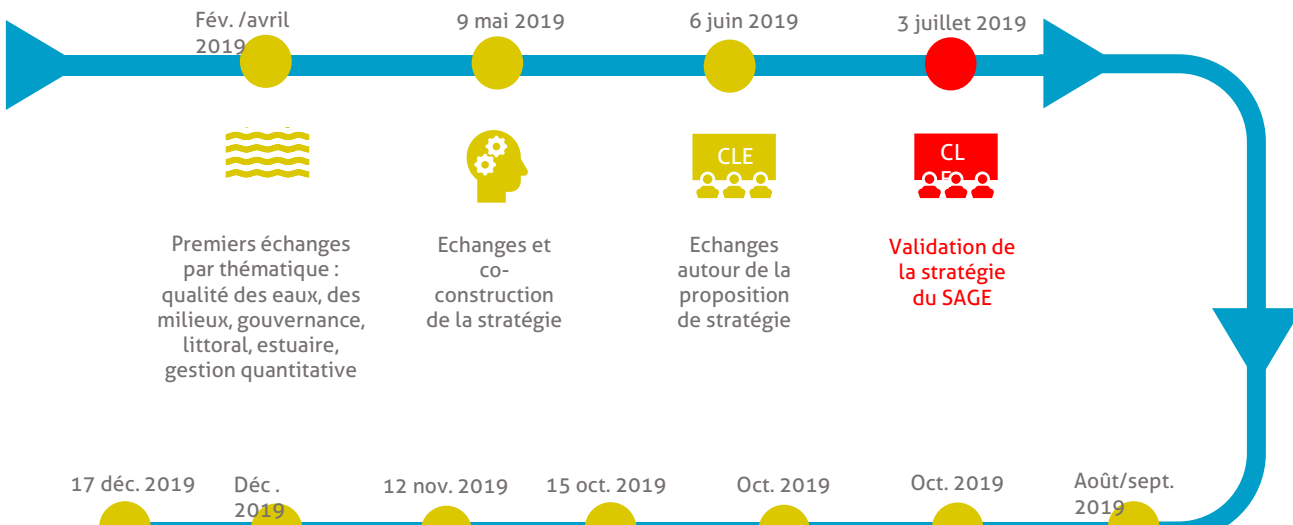 Fév. /avril
2019
9 mai 2019
6 juin 2019
3 juillet 2019
CLE
CL
E
Premiers échanges
par thématique :
qualité des eaux, des
milieux, gouvernance,
littoral, estuaire,
gestion quantitative
Echanges et
co-
construction
de la stratégie
Echanges
autour de la
proposition
de stratégie
Validation de
la stratégie
du SAGE
17 déc. 2019
Déc .
2019
12 nov. 2019
15 oct. 2019
Oct. 2019
Oct. 2019
Août/sept.
2019